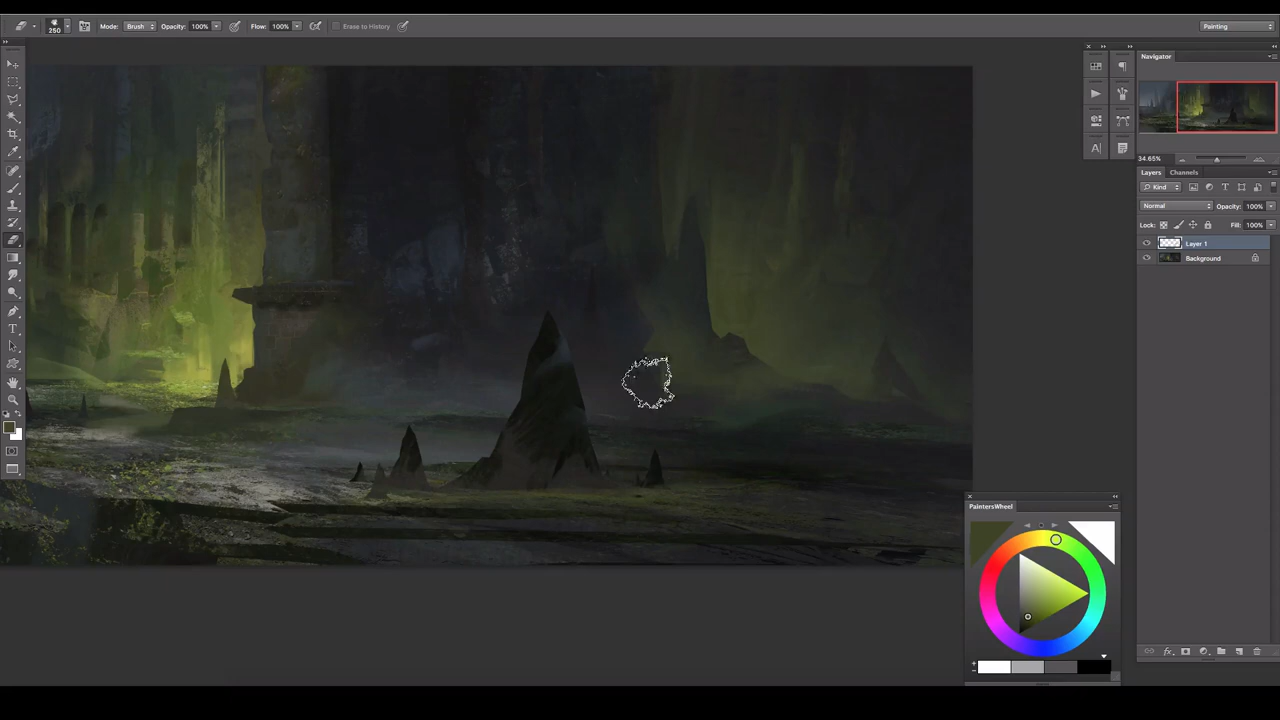 250 Mode: Brush Opacity: 100% Flow: 100% Erase to History Painting
Navigator
34.65%
Layers Channels
Kind
Normal Opacity: 100%
Lock: Fill: 100%
Layer 1
Background
PaintersWheel